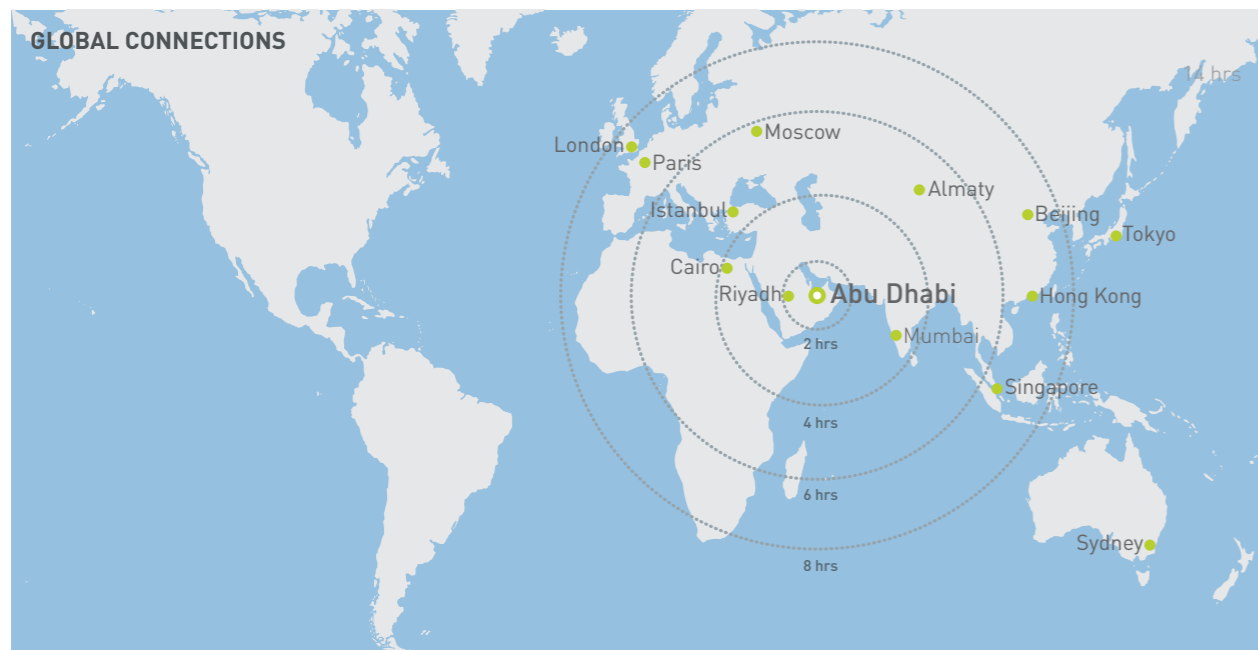 GLOBAL CONNECTIONS
14 hrs
Moscow
London
Paris
Almaty
Istanbul
Beijing
Tokyo
Cairo
Riyadh
Abu Dhabi
Hong Kong
2 hrs
Mumbai
Singapore
4 hrs
6 hrs
Sydney
8 hrs